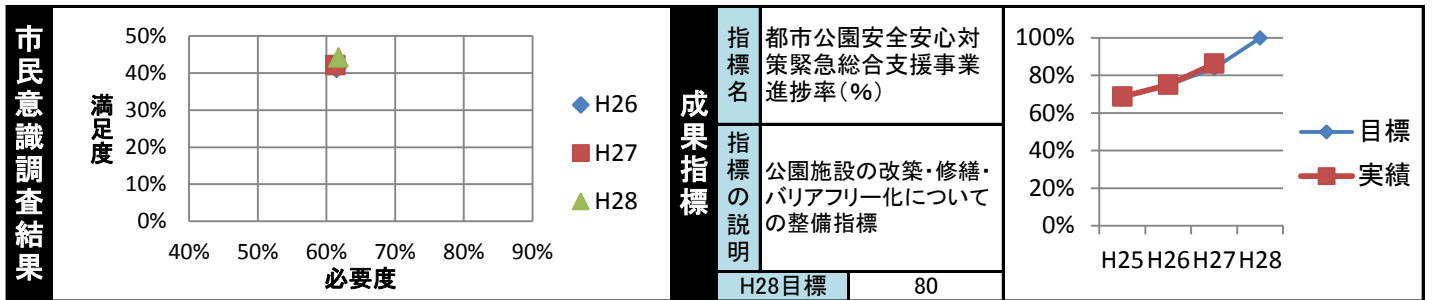 市民意識調査結果
満足度
50%
40%
30%
20%
10%
0%
40%
50%
60%
70%
80%
90%
必要度
H26
H27
H28
成果指標
指標名
都市公園安全安心対
策緊急総合支援事業
進捗率(%)
指標の説明
公園施設の改築・修繕・
バリアフリー化について
の整備指標
H28目標
80
100%
80%
60%
40%
20%
0%
H25
H26
H27
H28
目標
実績